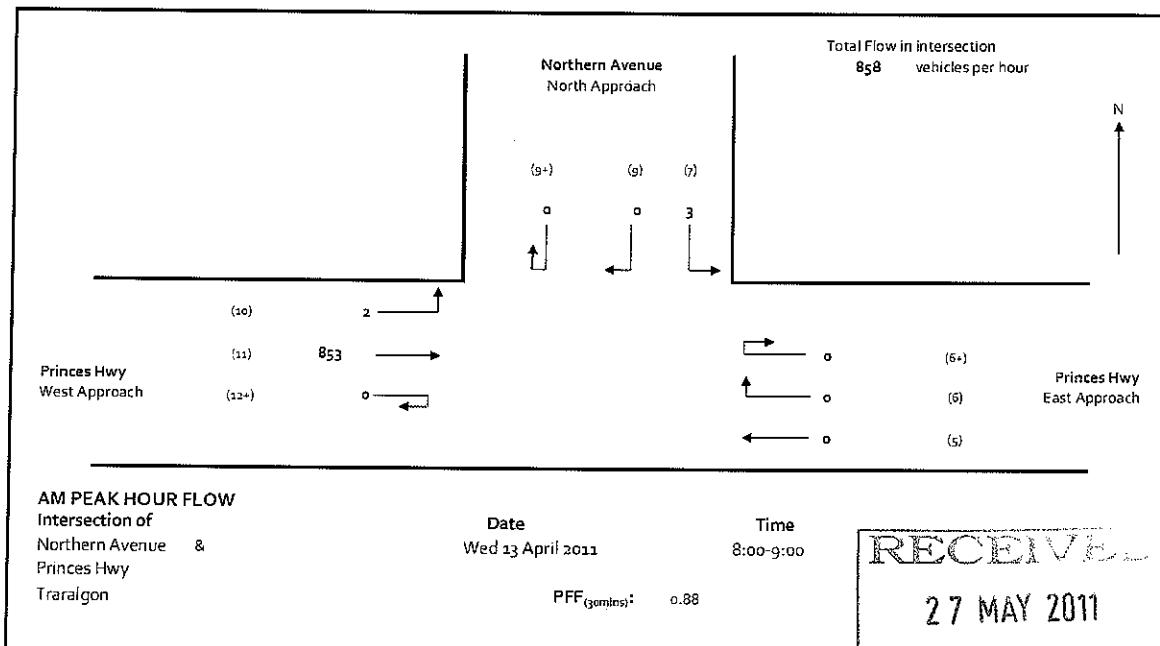 Total Flow in intersection
858 vehicles per hour
Northern Avenue
North Approach
N
(9+) (9) (7)
0 0 3
(10) 2
(11) 853
(12+) 0
Princes Hwy
West Approach
0 (6+)
0 (6)
0 (5)
Princes Hwy
East Approach
AM PEAK HOUR FLOW
Intersection of
Northern Avenue &
Princes Hwy
Traralgon
Date
Wed 13 April 2011
Time
8:00-9:00
PFF(30mins): 0.88
RECEIVED
27 MAY 2011